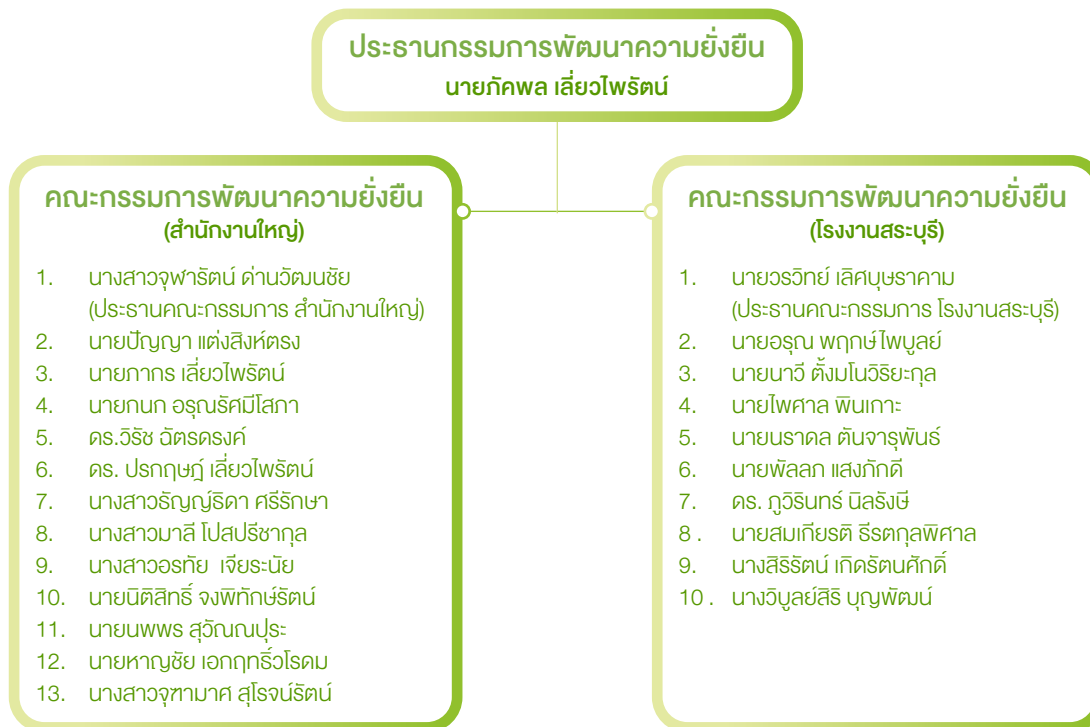 ประธานกรรมการพัฒนาความยั่งยืน
นายภัคพล เลี่ยวไพรัตน์
คณะกรรมการพัฒนาความยั่งยืน
(สำนักงานใหญ่)
1. นางสาวจุฬารัตน์ ด่านวัฒนชัย
(ประธานคณะกรรมการ สำนักงานใหญ่)
2. นายปัญญา แต่งสิงห์ตรง
3. นายภากร เลี่ยวไพรัตน์
4. นายกนก อรุณรัศมีโสภา
5. ดร.วิรัช ฉัตรดรงค์
6. ดร. ปรกฤษฎ์ เลี่ยวไพรัตน์
7. นางสาวธัญญ์ธิดา ศรีรักษา
8. นางสาวมาลี โปสปรีชากุล
9. นางสาวอรทัย เจียระนัย
10. นายนิติสิทธิ์ จงพิทักษ์รัตน์
11. นายนพพร สุวัณณปุระ
12. นายหาญชัย เอกฤทธิ์วโรดม
13. นางสาวจุฑามาศ สุโรจน์รัตน์
คณะกรรมการพัฒนาความยั่งยืน
(โรงงานสระบุรี)
1. นายวรวิทย์ เลิศบุษราคาม
(ประธานคณะกรรมการ โรงงานสระบุรี)
2. นายอรุณ พฤกษ์ไพบูลย์
3. นายนาวี ตั้งมโนวิริยะกุล
4. นายไพศาล พินเกาะ
5. นายนราดล ตันจารุพันธ์
6. นายพัลลภ แสงภักดี
7. ดร. ภูวิรินทร์ นิลรังษี
8 . นายสมเกียรติ ธีรตกุลพิศาล
9. นางสิริรัตน์ เกิดรัตนศักดิ์
10 . นางวิบูลย์สิริ บุญพัฒน์